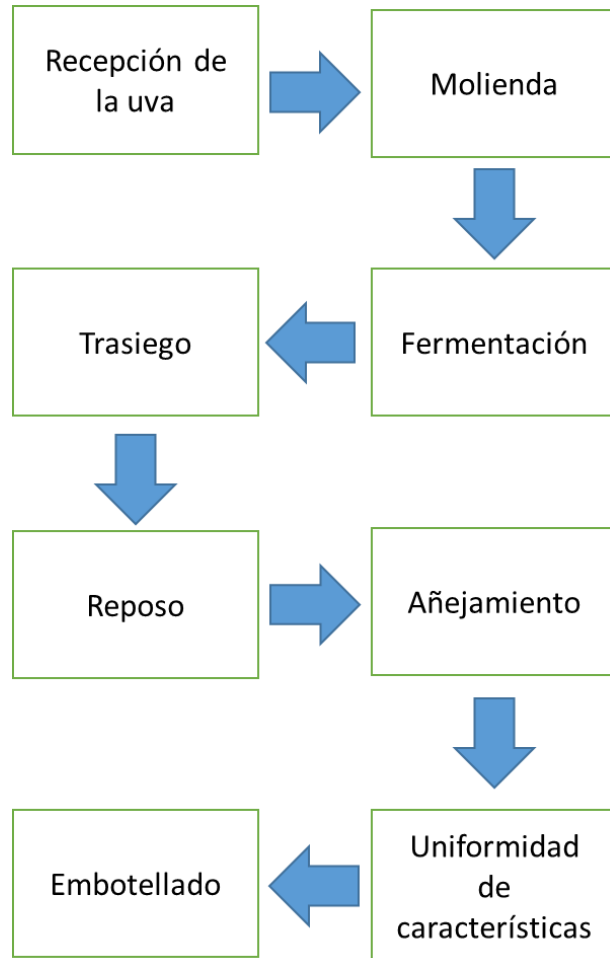 Recepción de
la uva
Molienda
Fermentación
Trasiego
Reposo
Añejamiento
Uniformidad
de
características
Embotellado